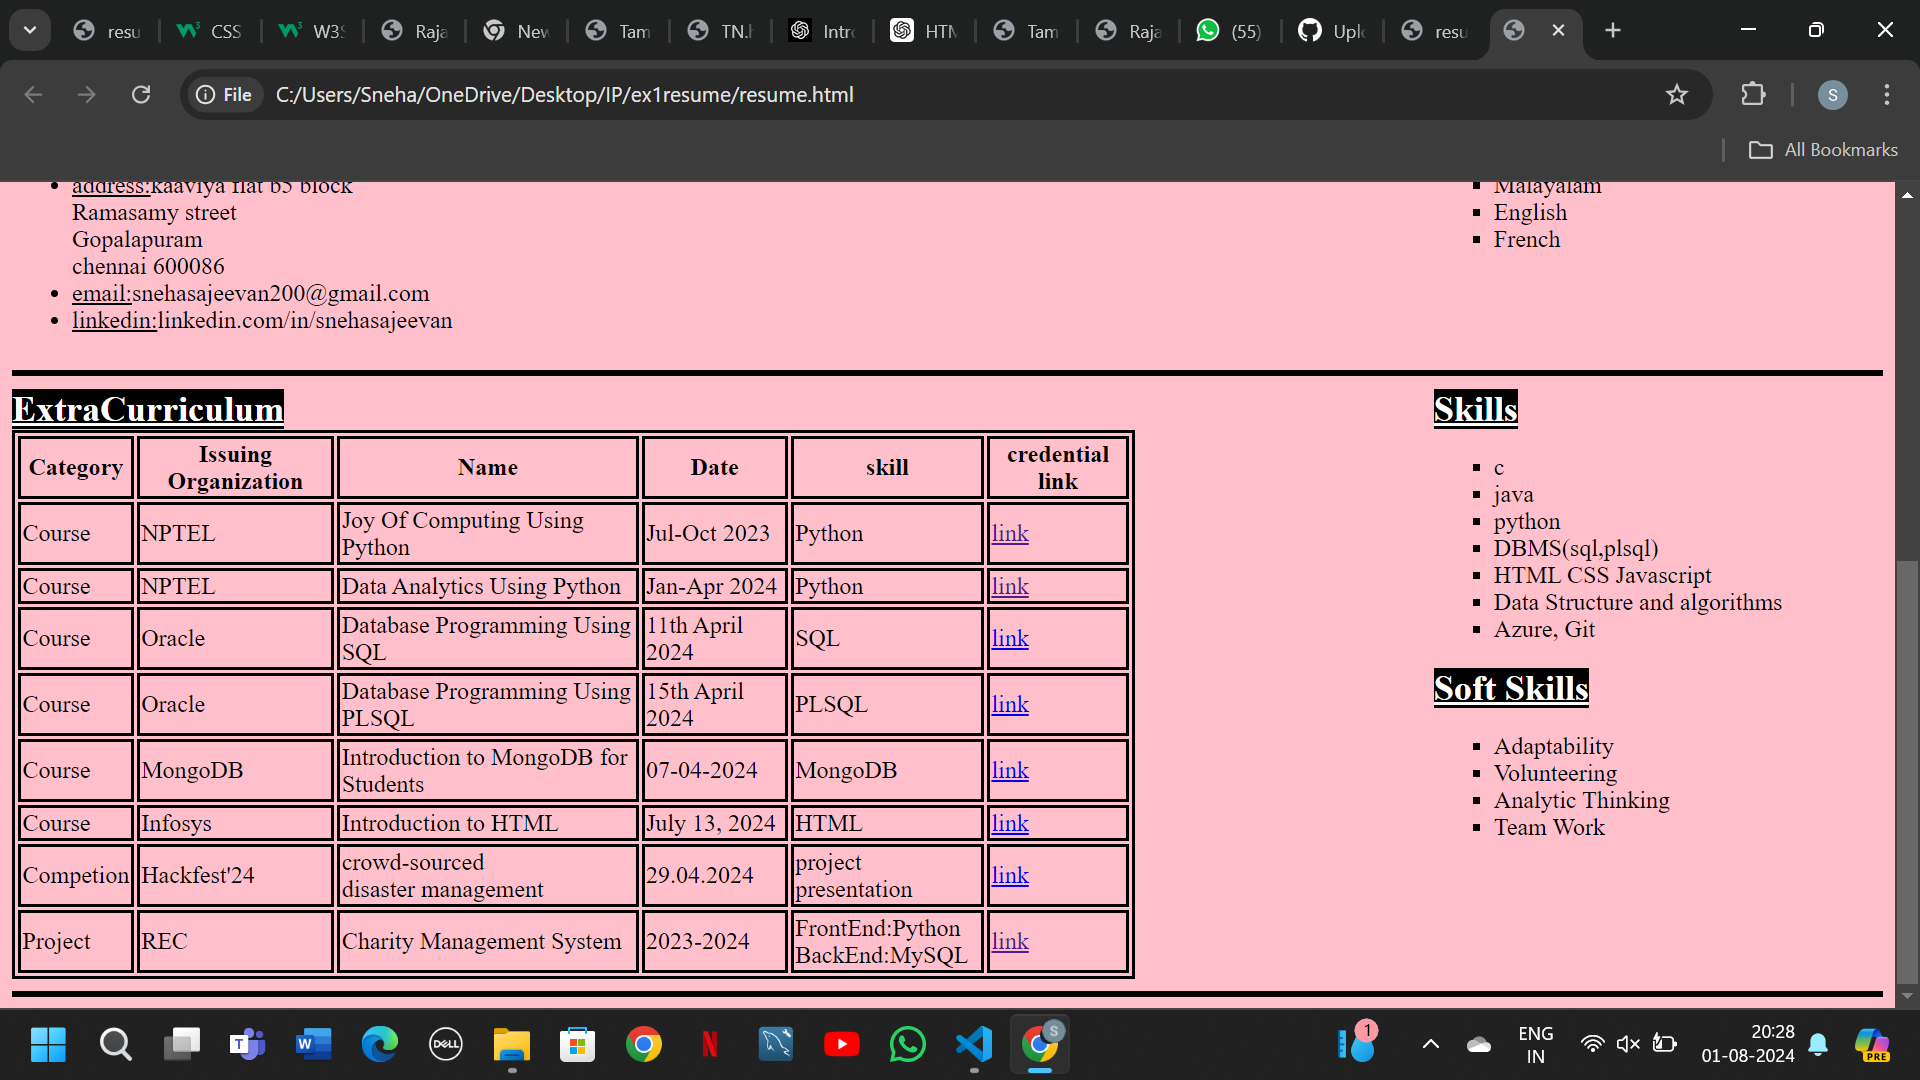 resu
CSS
W3S
Raja
New
Tam
TN.h
Intro
HTM
Tam
Raja
(55)
Uplo
resu
File
C:/Users/Sneha/OneDrive/Desktop/IP/ex1resume/resume.html
S
All Bookmarks
address:kaaviya flat b5 block
Ramasamy street
Gopalapuram
chennai 600086
email:snehasajeevan200@gmail.com
linkedin:linkedin.com/in/snehasajeevan
Malayalam
English
French
ExtraCurriculum
Category
Issuing
Organization
Name
Date
skill
credential
link
Course
NPTEL
Joy Of Computing Using
Python
Jul-Oct 2023
Python
link
Course
NPTEL
Data Analytics Using Python
Jan-Apr 2024
Python
link
Course
Oracle
Database Programming Using
SQL
11th April
2024
SQL
link
Course
Oracle
Database Programming Using
PLSQL
15th April
2024
PLSQL
link
Course
MongoDB
Introduction to MongoDB for
Students
07-04-2024
MongoDB
link
Course
Infosys
Introduction to HTML
July 13, 2024
HTML
link
Competion
Hackfest'24
crowd-sourced
disaster management
29.04.2024
project
presentation
link
Project
REC
Charity Management System
2023-2024
FrontEnd:Python
BackEnd:MySQL
link
Skills
c
java
python
DBMS(sql,plsql)
HTML CSS Javascript
Data Structure and algorithms
Azure, Git
Soft Skills
Adaptability
Volunteering
Analytic Thinking
Team Work
DELL
1
ENG
IN
20:28
01-08-2024
PRE